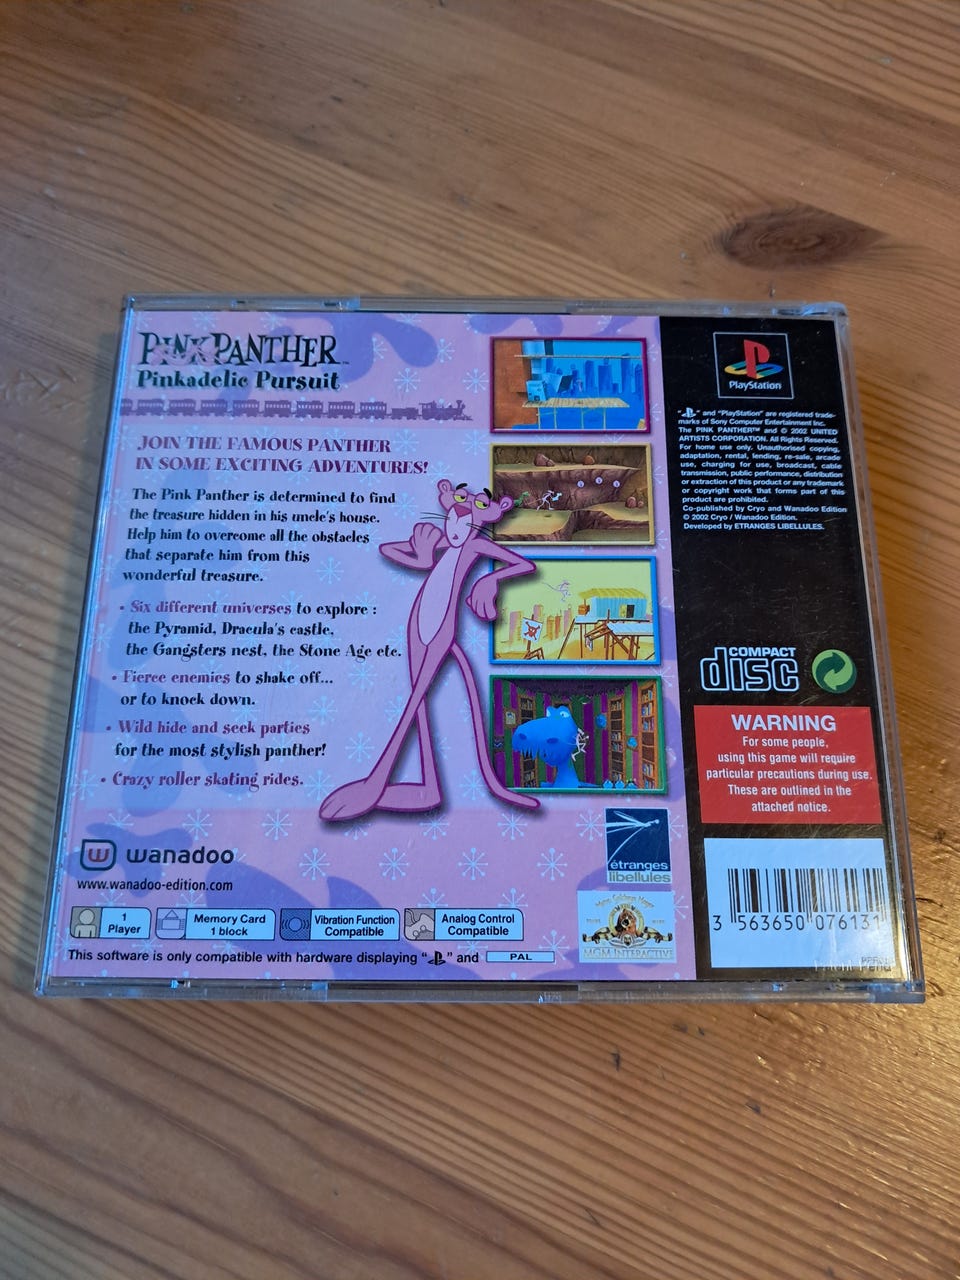 PINK PANTHER™
Pinkadelic Pursuit
JOIN THE FAMOUS PANTHER
IN SOME EXCITING ADVENTURES!
The Pink Panther is determined to find
the treasure hidden in his uncle's house.
Help him to overcome all the obstacles
that separate him from this
wonderful treasure.
• Six different universes to explore :
the Pyramid, Dracula's castle,
the Gangsters nest, the Stone Age etc.
• Fierce enemies to shake off...
or to knock down.
• Wild hide and seek parties
for the most stylish panther!
• Crazy roller skating rides.
wanadoo
www.wanadoo-edition.com
1
Player
Memory Card
1 block
Vibration Function
Compatible
Analog Control
Compatible
This software is only compatible with hardware displaying “PS” and PAL
étranges
libellules
MGM INTERACTIVE
PlayStation
“PS” and “PlayStation” are registered trade-
marks of Sony Computer Entertainment Inc.
The PINK PANTHER™ and © 2002 UNITED
ARTISTS CORPORATION. All Rights Reserved.
For home use only. Unauthorised copying,
adaptation, rental, lending, re-sale, arcade
use, charging for use, broadcast, cable
transmission, public performance, distribution
or extraction of this product or any trademark
or copyright work that forms part of this
product are prohibited.
Co-published by Cryo and Wanadoo Edition
© 2002 Cryo / Wanadoo Edition.
Developed by ETRANGES LIBELLULES.
COMPACT
disc
WARNING
For some people,
using this game will require
particular precautions during use.
These are outlined in the
attached notice.
3 563650 076131